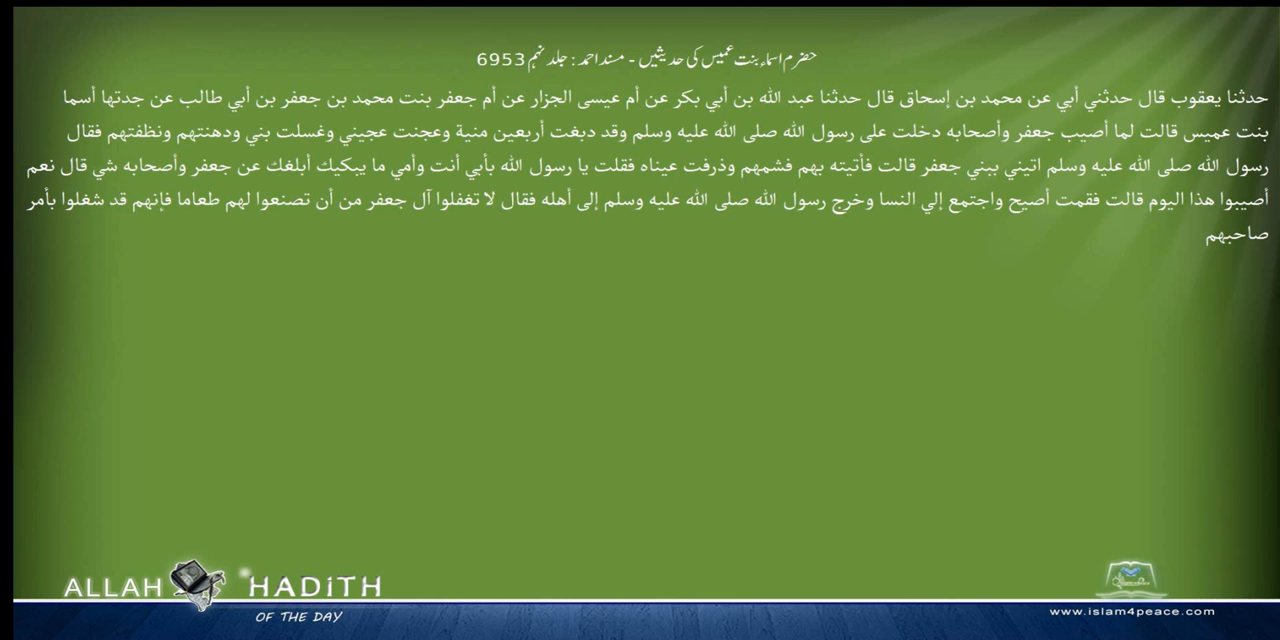 حضرم اسماء بنت عمیس کی حدیثیں - مسند احمد : جلد نہم 6953
حدثنا يعقوب قال حدثني أبي عن محمد بن إسحاق قال حدثنا عبد الله بن أبي بكر عن أم عيسى الجزار عن أم جعفر بنت محمد بن جعفر بن أبي طالب عن جدتها أسما
بنت عميس قالت لما أصيب جعفر وأصحابه دخلت على رسول الله صلى الله عليه وسلم وقد دبغت أربعين منية وعجنت عجيني وغسلت بني ودهنتهم ونظفتهم فقال
رسول الله صلى الله عليه وسلم اتيني ببني جعفر قالت فأتيته بهم فشمهم وذرفت عيناه فقلت يا رسول الله بأبي أنت وأمي ما يبكيك أبلغك عن جعفر وأصحابه شي قال نعم
أصيبوا هذا اليوم قالت فقمت أصيح واجتمع إلي النسا وخرج رسول الله صلى الله عليه وسلم إلى أهله فقال لا تغفلوا آل جعفر من أن تصنعوا لهم طعاما فإنهم قد شغلوا بأمر
صاحبهم
ALLAH HADITH
OF THE DAY
www.islam4peace.com